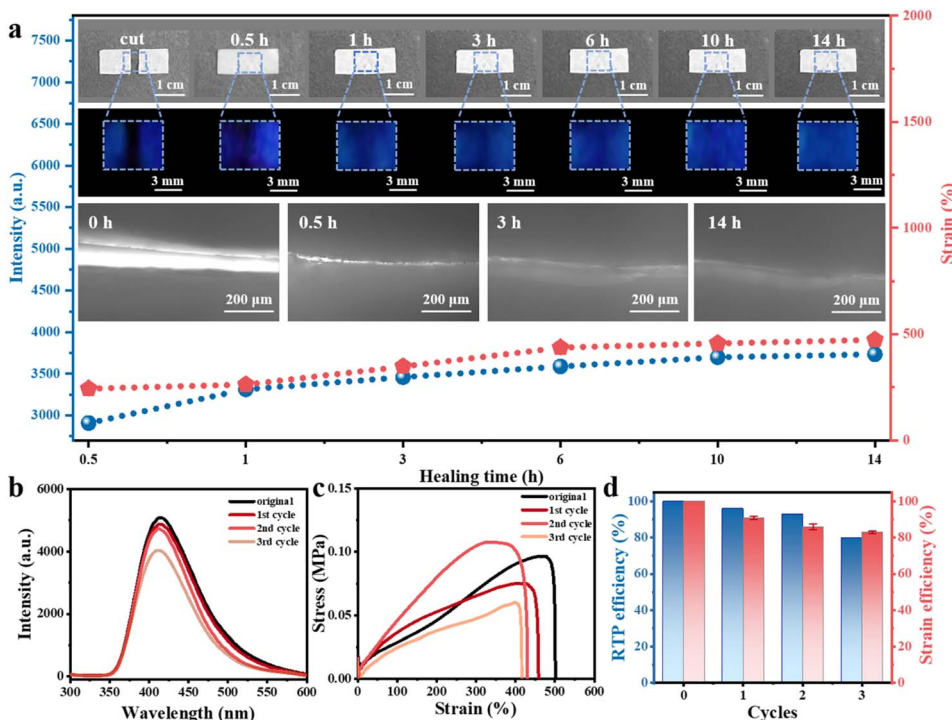 a
7500
7000
6500
6000
5500
5000
4500
4000
3500
3000
Intensity (a.u.)
2000
1500
1000
500
0
Strain (%)
cut
0.5 h
1 h
3 h
6 h
10 h
14 h
1 cm
1 cm
1 cm
1 cm
1 cm
1 cm
1 cm
3 mm
3 mm
3 mm
3 mm
3 mm
3 mm
3 mm
0 h
0.5 h
3 h
14 h
200 μm
200 μm
200 μm
200 μm
0.5
1
3
6
10
14
Healing time (h)
b
6000
4000
2000
0
Intensity (a.u.)
original
1st cycle
2nd cycle
3rd cycle
300
350
400
450
500
550
600
Wavelength (nm)
c
0.15
0.10
0.05
0.00
Stress (MPa)
original
1st cycle
2nd cycle
3rd cycle
0
100
200
300
400
500
600
Strain (%)
d
100
80
60
40
20
0
RTP efficiency (%)
100
80
60
40
20
0
Strain efficiency (%)
0
1
2
3
Cycles